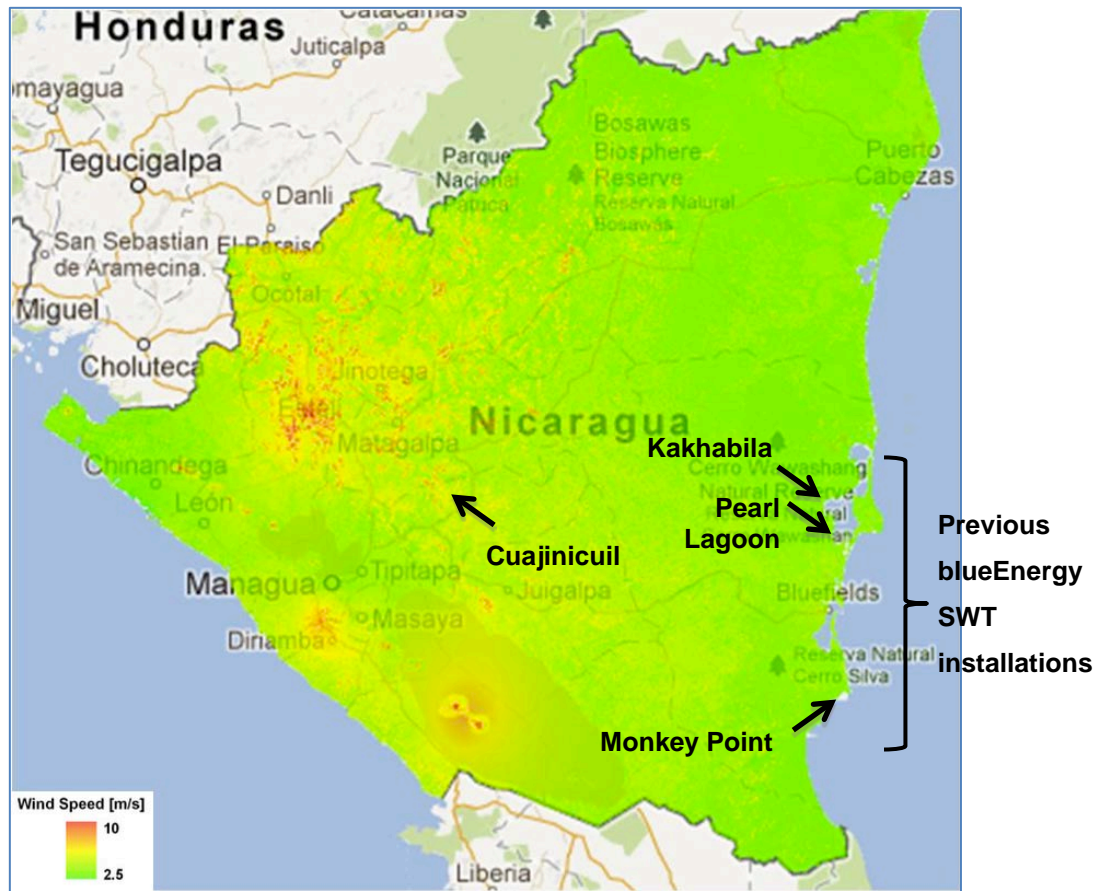 Honduras
Catacamas
Juticalpa
omayagua
Tegucigalpa
Parque
Nacional
Patuca
Danli
San Sebastian
de Aramecina.
El Paraiso
Ocotal
Miguel
Choluteca
Bosawas
Biosphere
Reserve
Reserva Natural
Bosawas
Puerto
Cabezas
Jinotega
Estelí
Matagalpa
Nicaragua
Chinandega
León
Kakhabila
Cerro Wawashang
Natural Reserve
Pearl
Lagoon
Cuajinicuil
Previous
blueEnergy
SWT
installations
Managua
Tipitapa
Masaya
Juigalpa
Diriamba
Bluefields
Reserva Natural
Cerro Silva
Monkey Point
Wind Speed [m/s]
10
2.5
Liberia